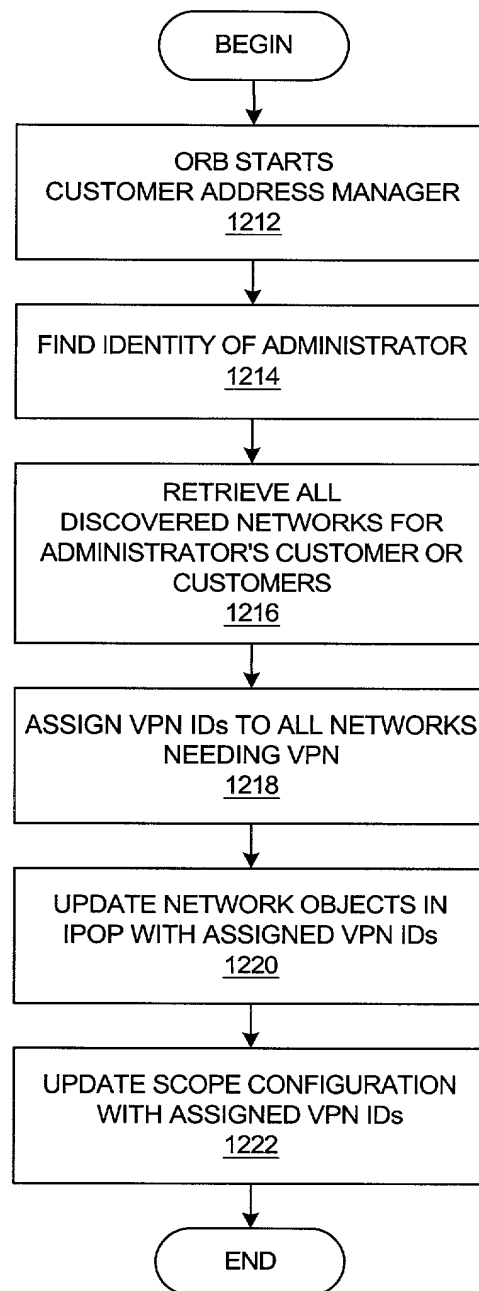 BEGIN
ORB STARTS
CUSTOMER ADDRESS MANAGER
1212
FIND IDENTITY OF ADMINISTRATOR
1214
RETRIEVE ALL
DISCOVERED NETWORKS FOR
ADMINISTRATOR'S CUSTOMER OR
CUSTOMERS
1216
ASSIGN VPN IDs TO ALL NETWORKS
NEEDING VPN
1218
UPDATE NETWORK OBJECTS IN
IPOP WITH ASSIGNED VPN IDs
1220
UPDATE SCOPE CONFIGURATION
WITH ASSIGNED VPN IDs
1222
END